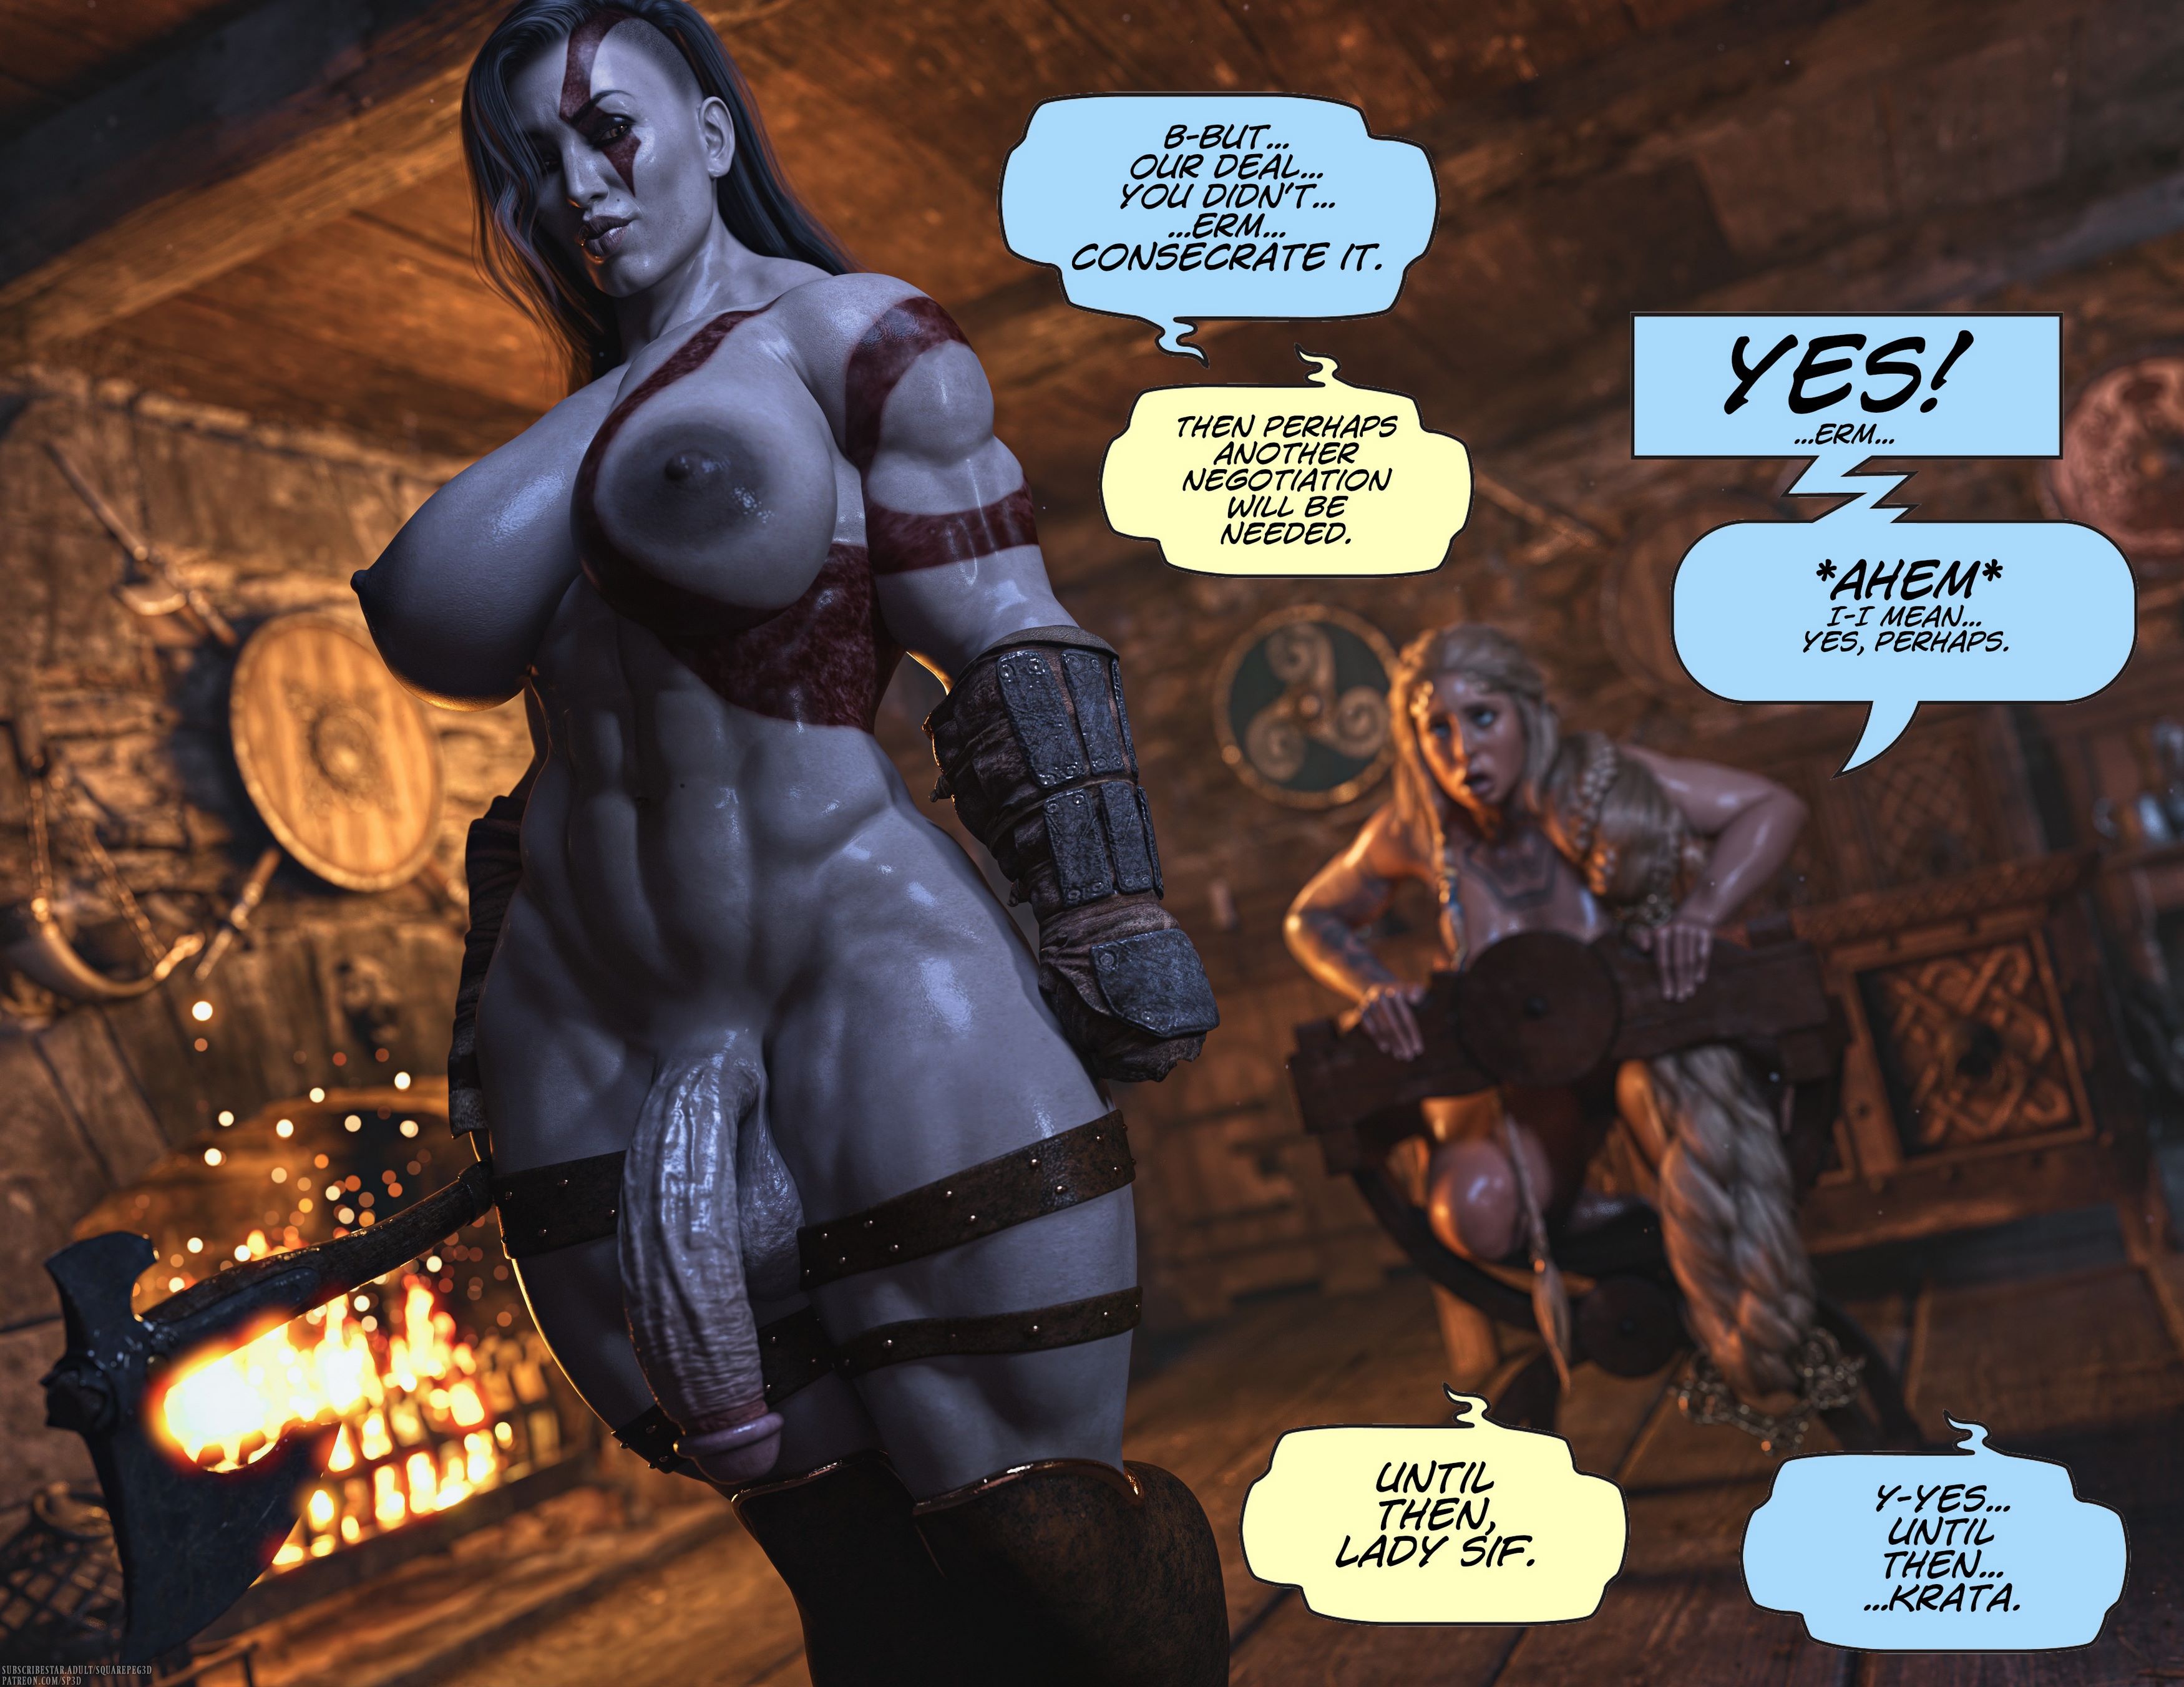 B-BUT...
OUR DEAL...
YOU DIDN'T...
...ERM...
CONSECRATE IT.
THEN PERHAPS
ANOTHER
NEGOTIATION
WILL BE
NEEDED.
YES!
...ERM...
*AHEM*
I-I MEAN...
YES, PERHAPS.
UNTIL
THEN,
LADY SIF.
Y-YES...
UNTIL
THEN...
...KRATA.
SUBSCRIBESTAR.ADULT/SQUAREPEG3D
PATREON.COM/SP3D